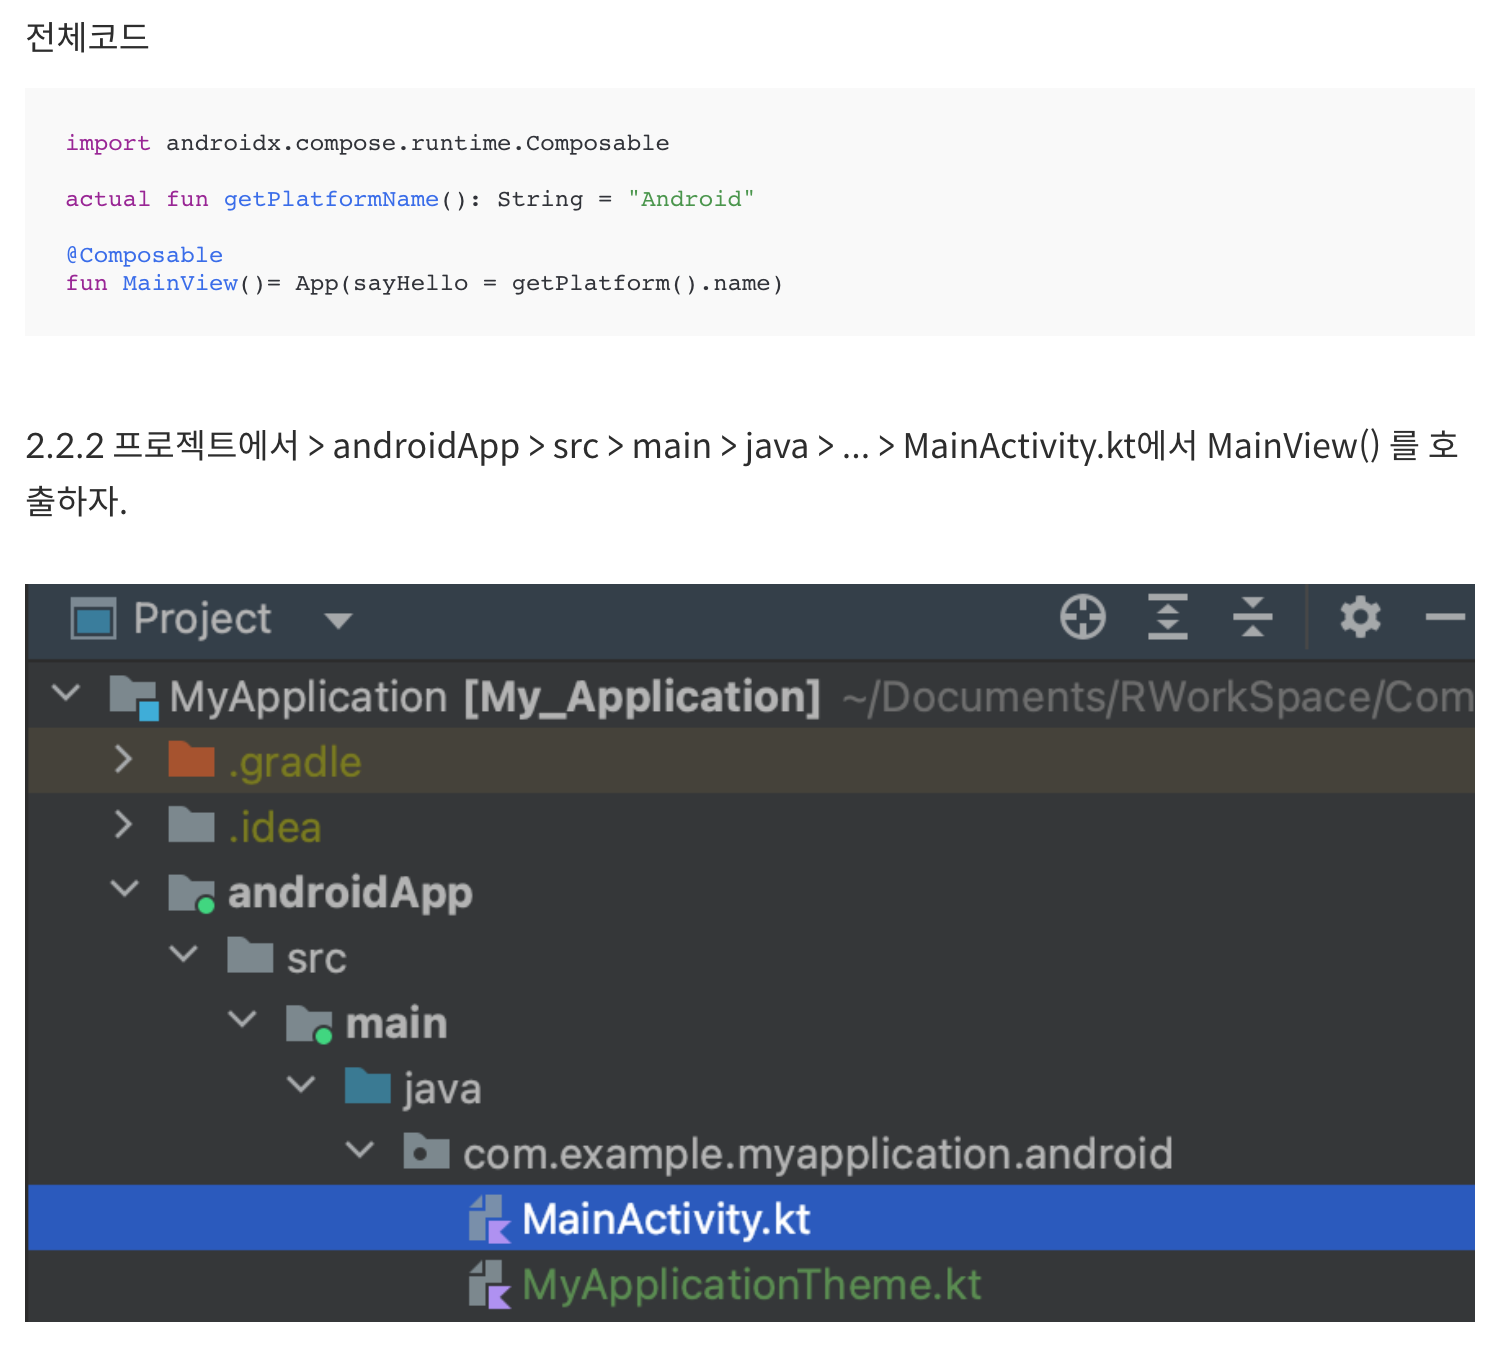 전체코드
import androidx.compose.runtime.Composable
actual fun getPlatformName(): String = "Android"
@Composable
fun MainView()= App(sayHello = getPlatform().name)
2.2.2 프로젝트에서 > androidApp > src > main > java > ... > MainActivity.kt에서 MainView() 를 호
출하자.
Project
MyApplication [My_Application] ~/Documents/RWorkSpace/Com
.gradle
.idea
androidApp
src
main
java
com.example.myapplication.android
MainActivity.kt
MyApplicationTheme.kt